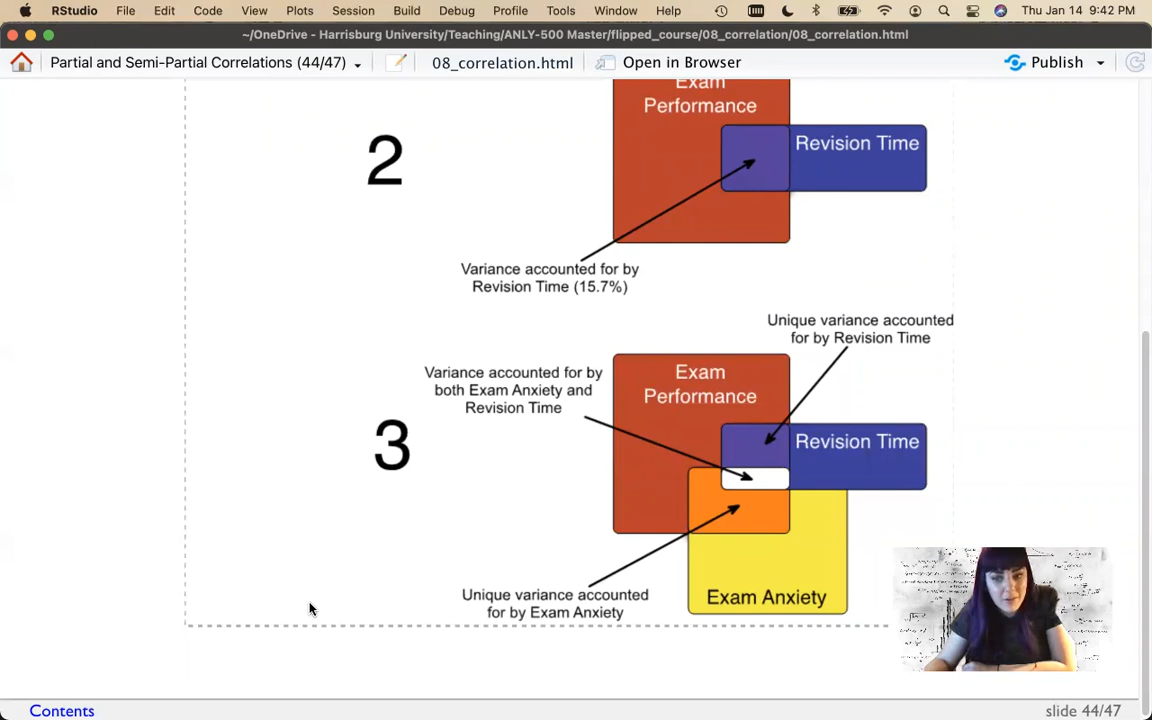 RStudio File Edit Code View Plots Session Build Debug Profile Tools Window Help Thu Jan 14 9:42 PM
~/OneDrive - Harrisburg University/Teaching/ANLY-500 Master/flipped_course/08_correlation/08_correlation.html
Partial and Semi-Partial Correlations (44/47) 08_correlation.html Open in Browser Publish
Exam
Performance
2
Revision Time
Variance accounted for by
Revision Time (15.7%)
Unique variance accounted
for by Revision Time
Variance accounted for by
both Exam Anxiety and
Revision Time
Exam
Performance
3
Revision Time
Unique variance accounted
for by Exam Anxiety
Exam Anxiety
Contents
slide 44/47